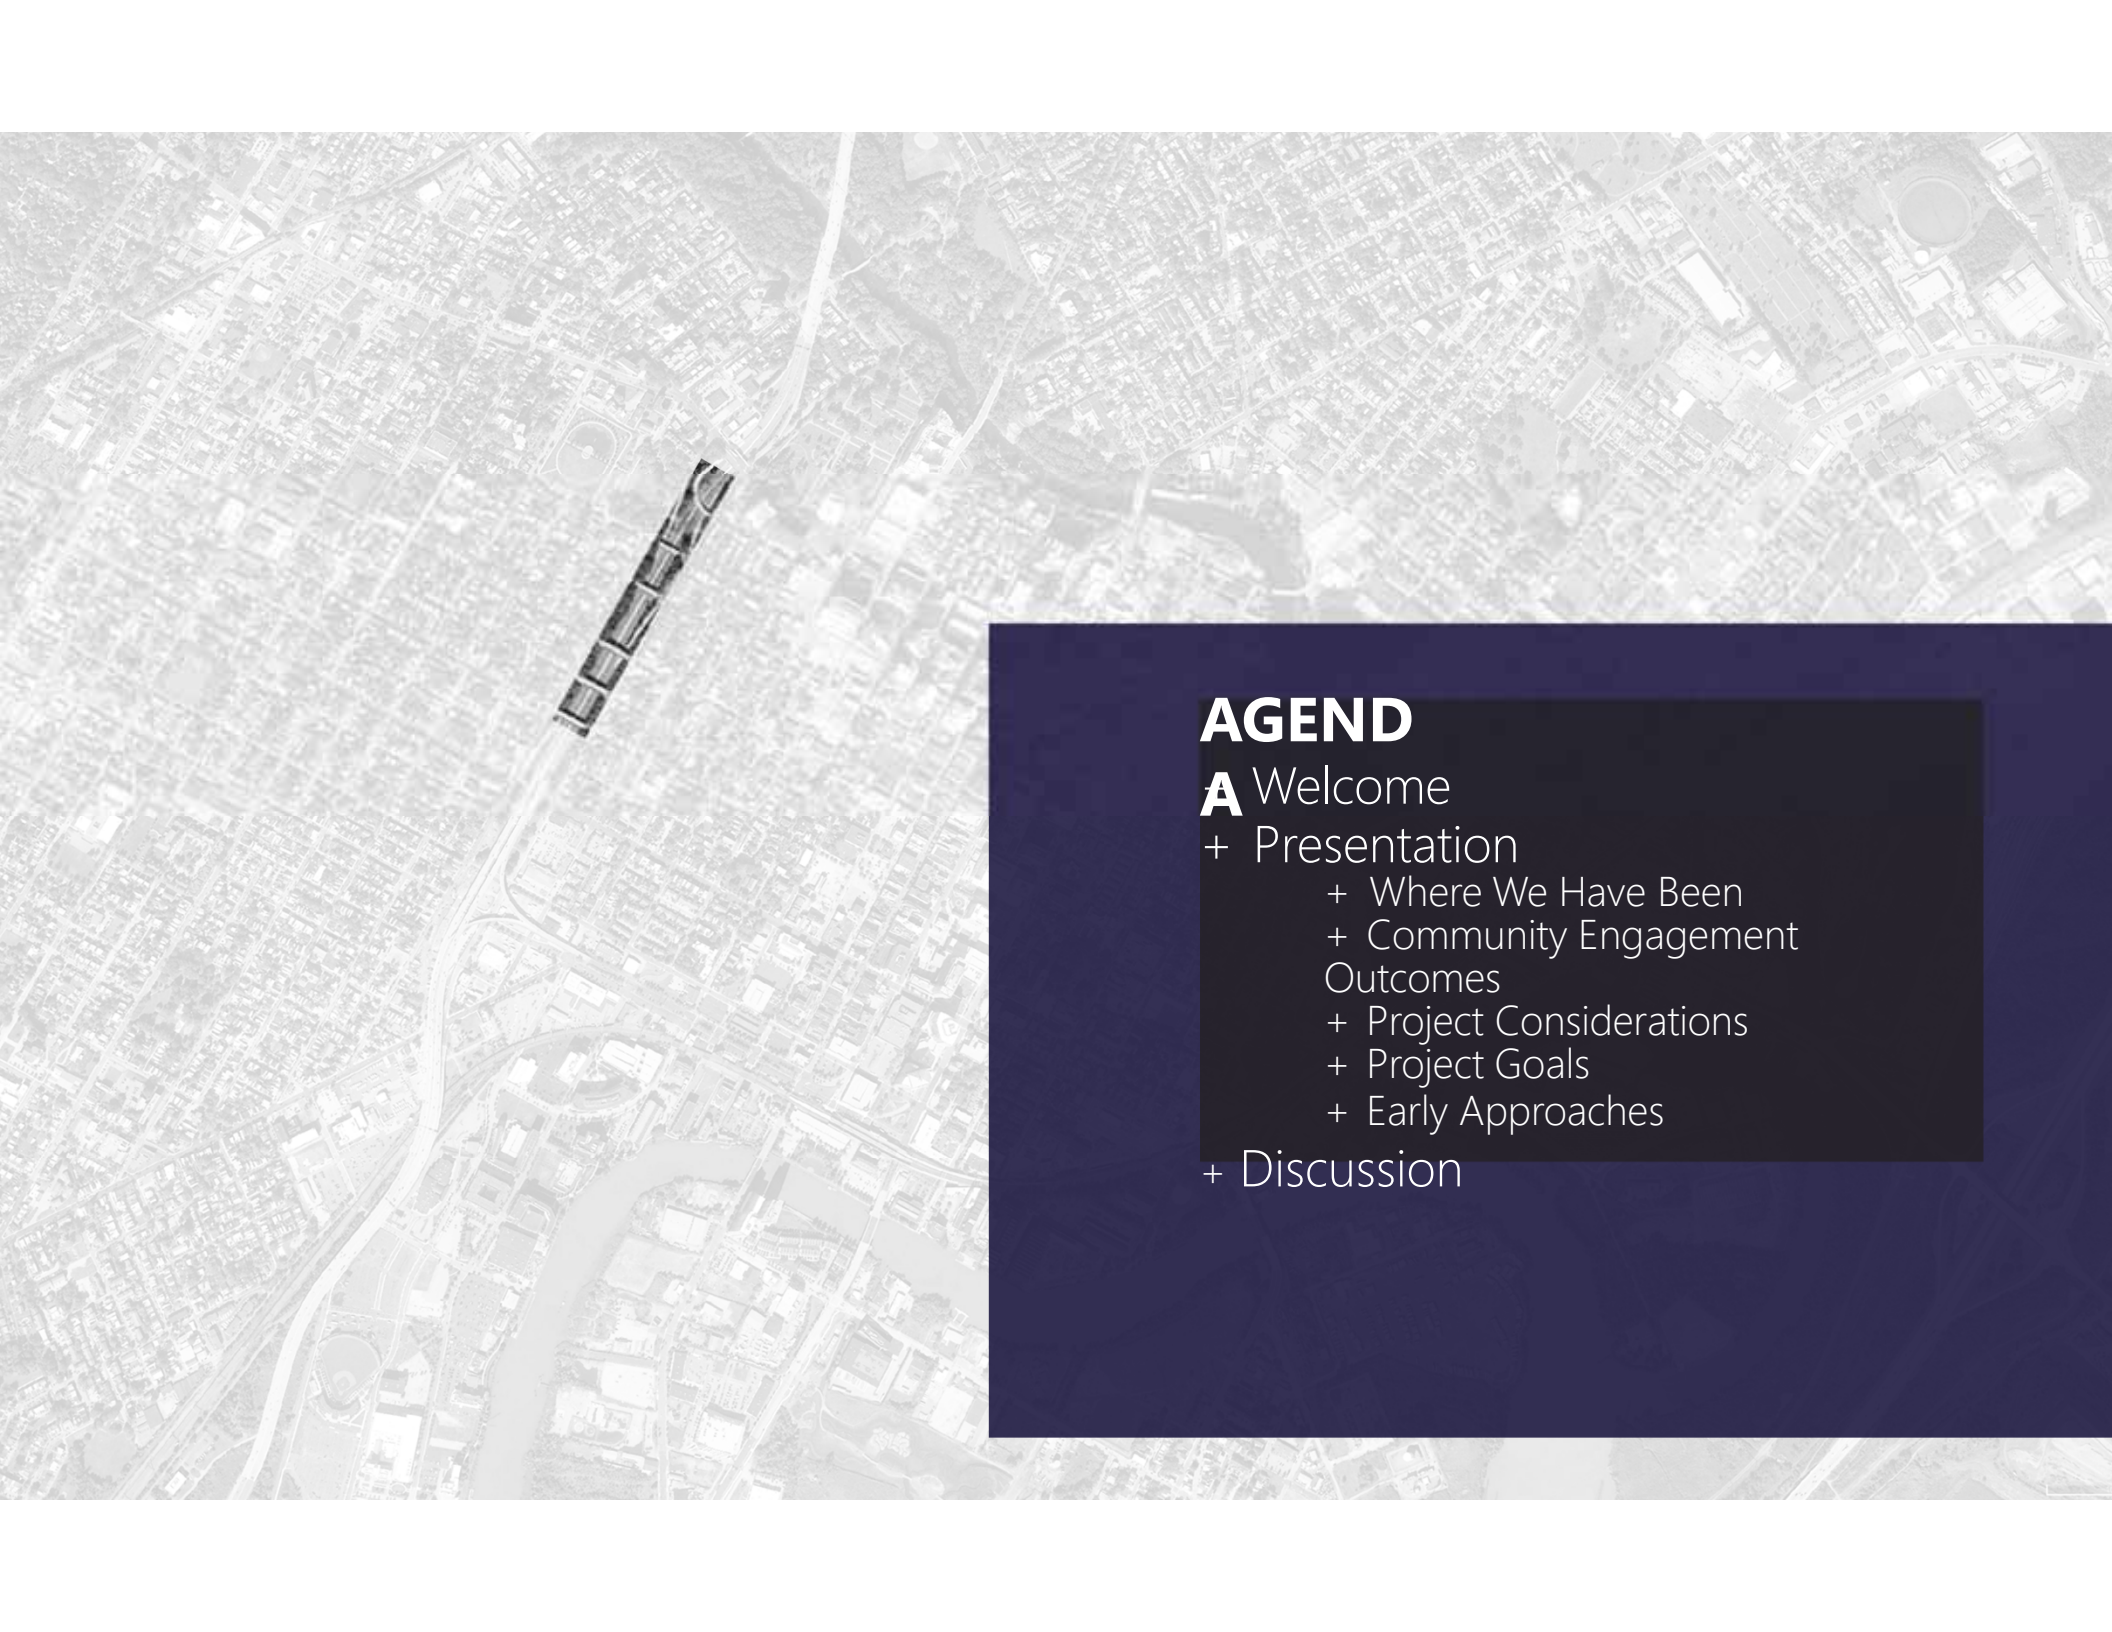 AGEND
A
+ Welcome
+ Presentation
+ Where We Have Been
+ Community Engagement
Outcomes
+ Project Considerations
+ Project Goals
+ Early Approaches
+ Discussion